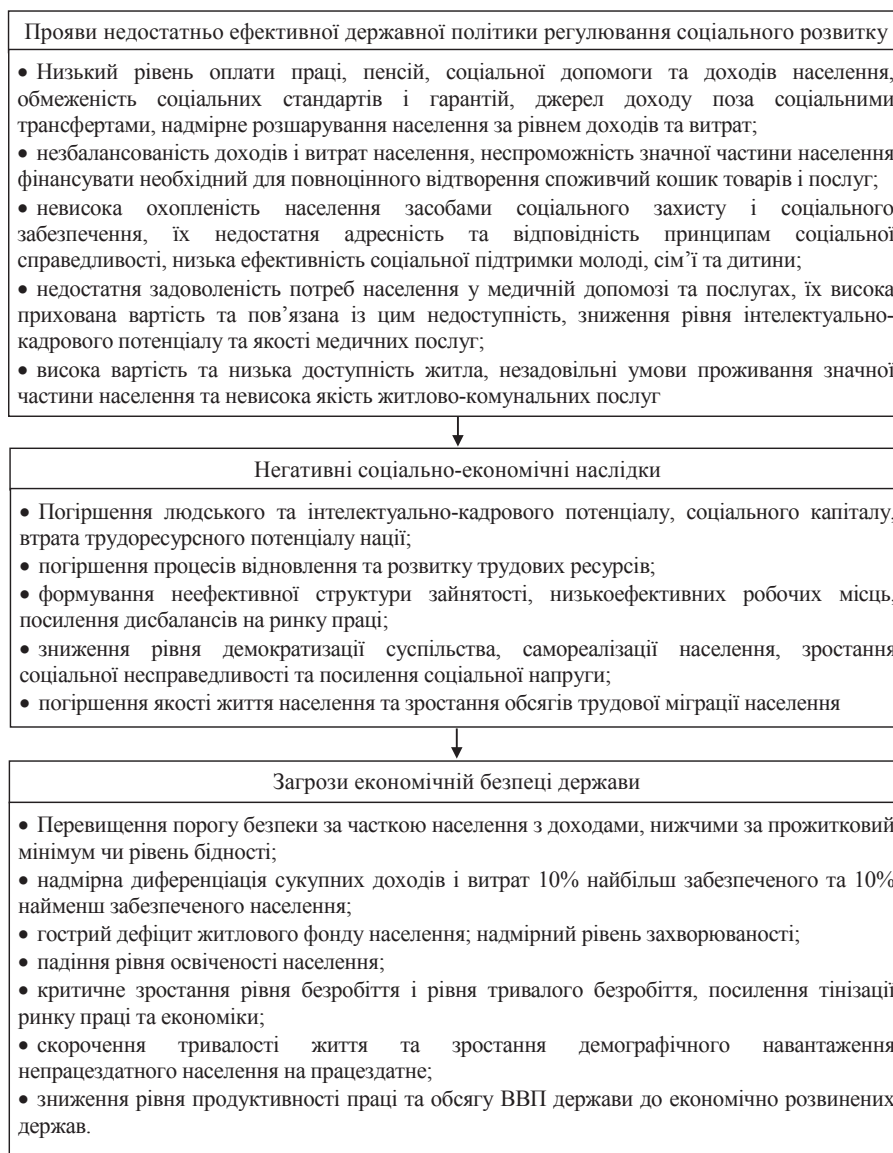 Прояви недостатньо ефективної державної політики регулювання соціального розвитку
• Низький рівень оплати праці, пенсій, соціальної допомоги та доходів населення,
обмеженість соціальних стандартів і гарантій, джерел доходу поза соціальними
трансфертами, надмірне розшарування населення за рівнем доходів та витрат;
• незбалансованість доходів і витрат населення, неспроможність значної частини населення
фінансувати необхідний для повноцінного відтворення споживчий кошик товарів і послуг;
• невисока охопленість населення засобами соціального захисту і соціального
забезпечення, їх недостатня адресність та відповідність принципам соціальної
справедливості, низька ефективність соціальної підтримки молоді, сім’ї та дитини;
• недостатня задоволеність потреб населення у медичній допомозі та послугах, їх висока
прихована вартість та пов’язана із цим недоступність, зниження рівня інтелектуально-
кадрового потенціалу та якості медичних послуг;
• висока вартість та низька доступність житла, незадовільні умови проживання значної
частини населення та невисока якість житлово-комунальних послуг
Негативні соціально-економічні наслідки
• Погіршення людського та інтелектуально-кадрового потенціалу, соціального капіталу,
втрата трудоресурсного потенціалу нації;
• погіршення процесів відновлення та розвитку трудових ресурсів;
• формування неефективної структури зайнятості, низькоефективних робочих місць,
посилення дисбалансів на ринку праці;
• зниження рівня демократизації суспільства, самореалізації населення, зростання
соціальної несправедливості та посилення соціальної напруги;
• погіршення якості життя населення та зростання обсягів трудової міграції населення
Загрози економічній безпеці держави
• Перевищення порогу безпеки за часткою населення з доходами, нижчими за прожитковий
мінімум чи рівень бідності;
• надмірна диференціація сукупних доходів і витрат 10% найбільш забезпеченого та 10%
найменш забезпеченого населення;
• гострий дефіцит житлового фонду населення; надмірний рівень захворюваності;
• падіння рівня освіченості населення;
• критичне зростання рівня безробіття і рівня тривалого безробіття, посилення тінізації
ринку праці та економіки;
• скорочення тривалості життя та зростання демографічного навантаження
непрацездатного населення на працездатне;
• зниження рівня продуктивності праці та обсягу ВВП держави до економічно розвинених
держав.